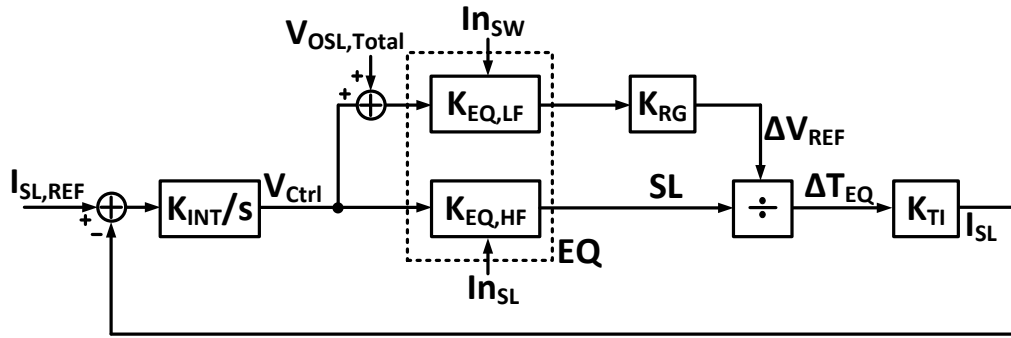 In_SW
V_OSL,Total
+
+
K_EQ,LF
K_RG
ΔV_REF
I_SL,REF
+
−
K_INT/s
V_Ctrl
K_EQ,HF
SL
÷
ΔT_EQ
K_TI
I_SL
EQ
In_SL